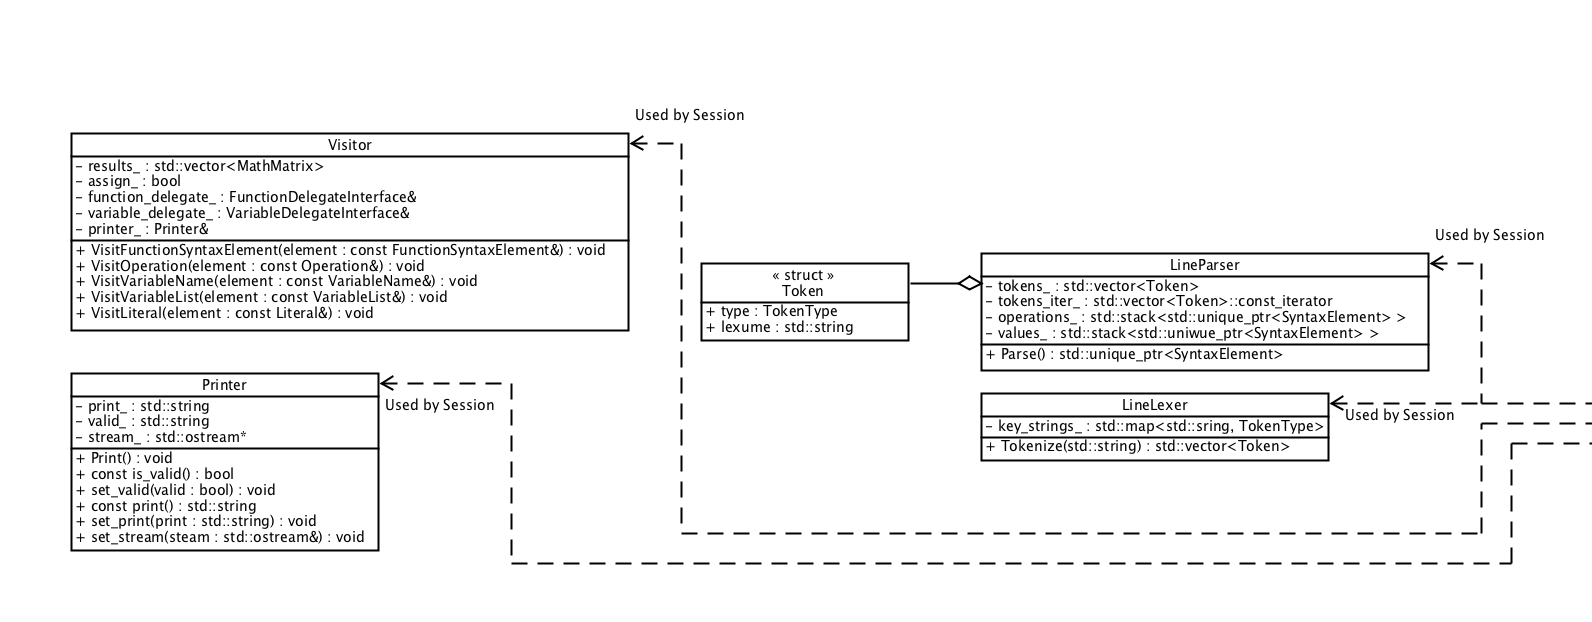 Used by Session
Visitor
– results_ : std::vector<MathMatrix>
– assign_ : bool
– function_delegate_ : FunctionDelegateInterface&
– variable_delegate_ : VariableDelegateInterface&
– printer_ : Printer&
+ VisitFunctionSyntaxElement(element : const FunctionSyntaxElement&) : void
+ VisitOperation(element : const Operation&) : void
+ VisitVariableName(element : const VariableName&) : void
+ VisitVariableList(element : const VariableList&) : void
+ VisitLiteral(element : const Literal&) : void
« struct »
Token
+ type : TokenType
+ lexume : std::string
Used by Session
LineParser
– tokens_ : std::vector<Token>
– tokens_iter_ : std::vector<Token>::const_iterator
– operations_ : std::stack<std::unique_ptr<SyntaxElement> >
– values_ : std::stack<std::uniwue_ptr<SyntaxElement> >
+ Parse() : std::unique_ptr<SyntaxElement>
Printer
– print_ : std::string
– valid_ : std::string
– stream_ : std::ostream*
+ Print() : void
+ const is_valid() : bool
+ set_valid(valid : bool) : void
+ const print() : std::string
+ set_print(print : std::string) : void
+ set_stream(steam : std::ostream&) : void
Used by Session
LineLexer
– key_strings_ : std::map<std::sring, TokenType>
+ Tokenize(std::string) : std::vector<Token>
Used by Session